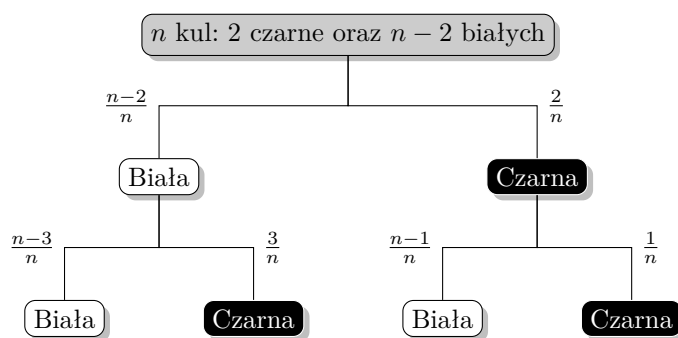 n kul: 2 czarne oraz n − 2 białych
n−2/n 2/n
Biała Czarna
n−3/n 3/n n−1/n 1/n
Biała Czarna Biała Czarna